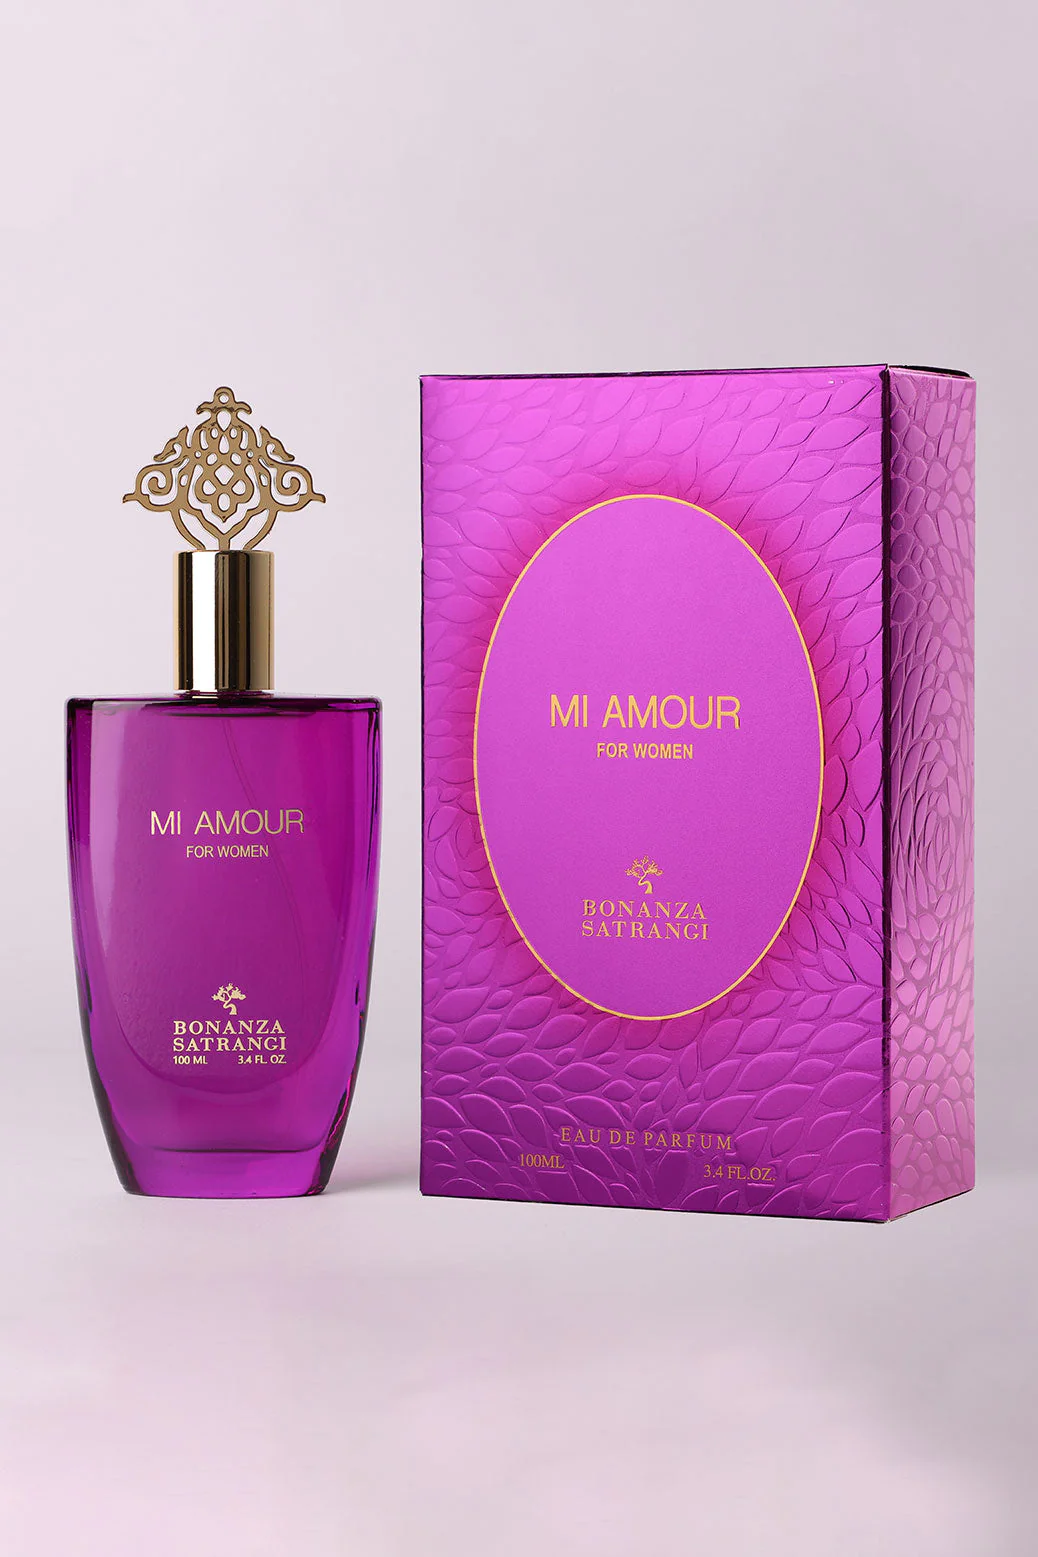 MI AMOUR
FOR WOMEN
BONANZA
SATRANGI
100 ML 3.4 FL. OZ.
MI AMOUR
FOR WOMEN
BONANZA
SATRANGI
EAU DE PARFUM
100ML 3.4 FL.OZ.